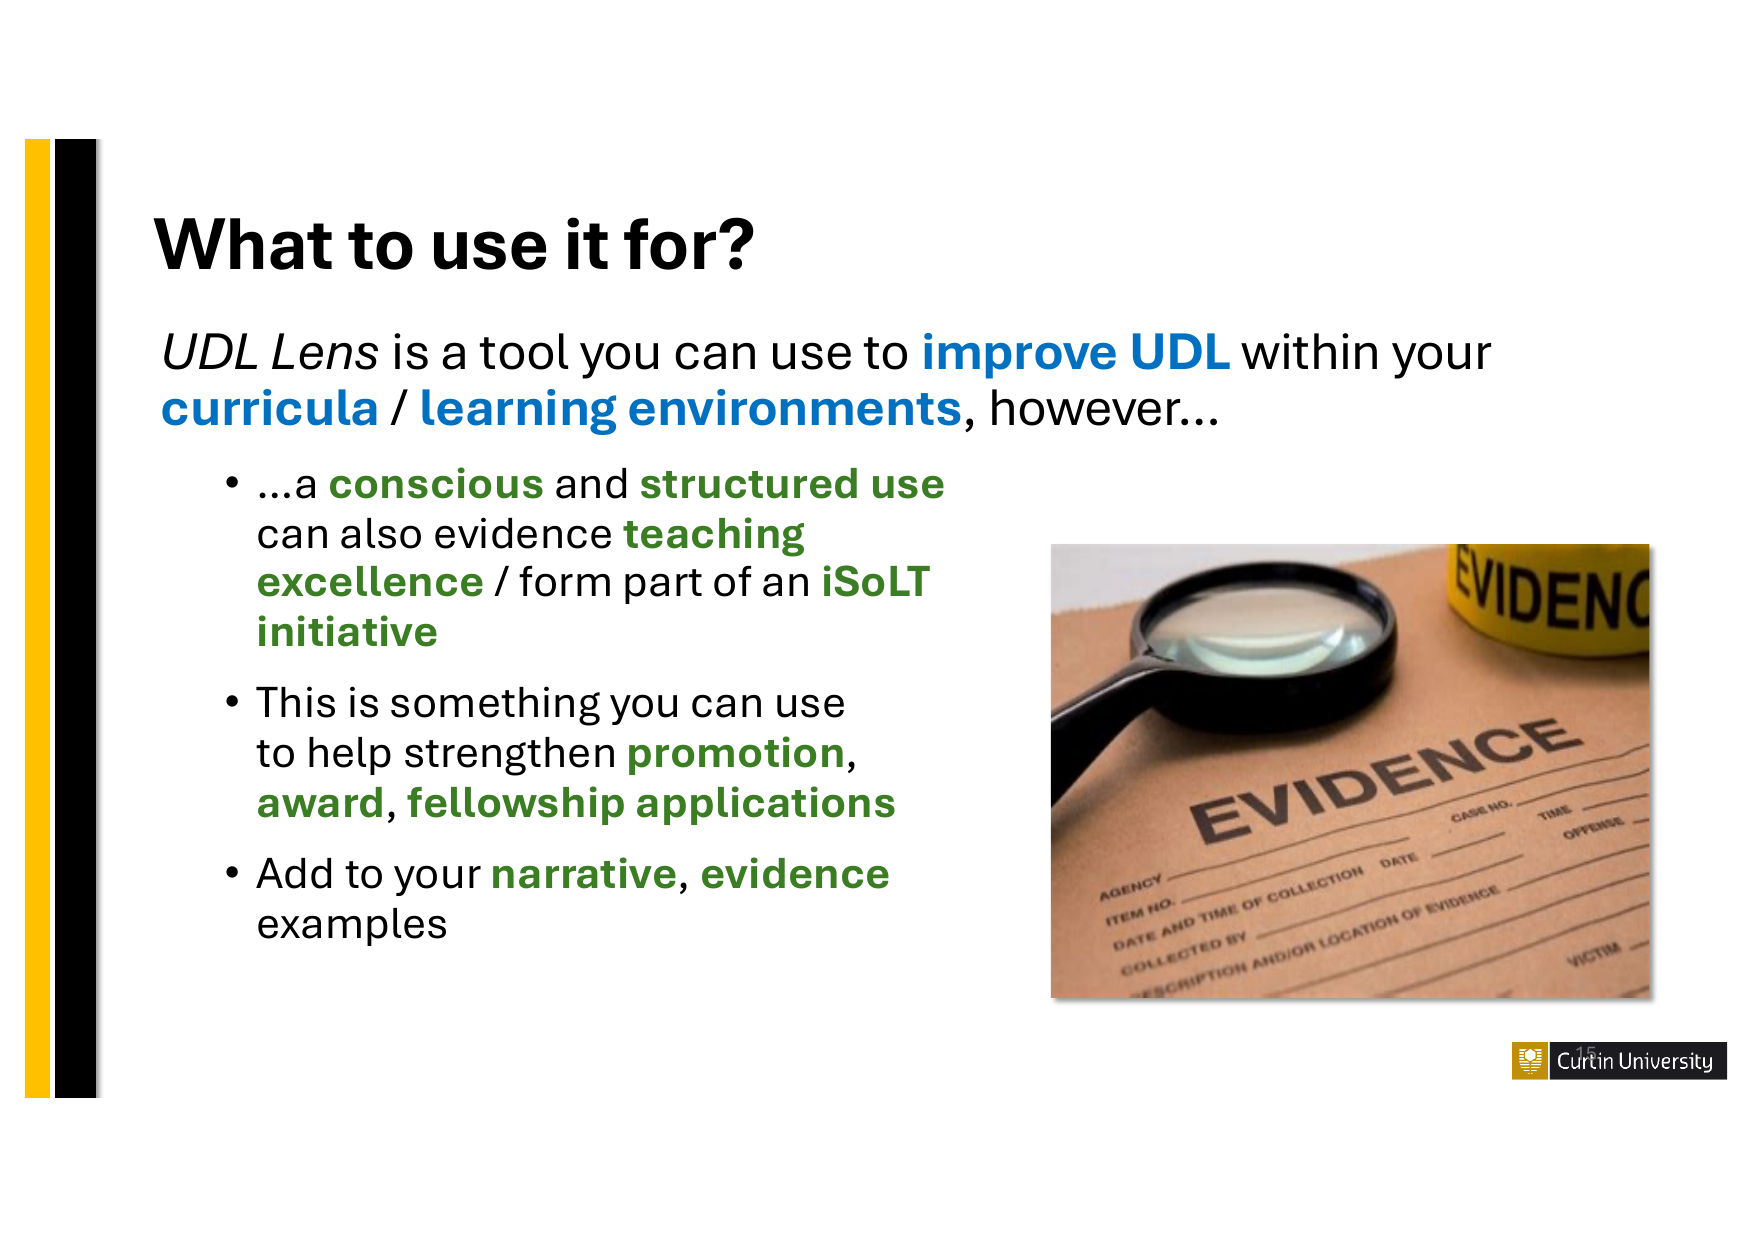 What to use it for?
UDL Lens is a tool you can use to improve UDL within your
curricula / learning environments, however…
• …a conscious and structured use
can also evidence teaching
excellence / form part of an iSoLT
initiative
• This is something you can use
to help strengthen promotion,
award, fellowship applications
• Add to your narrative, evidence
examples
EVIDENC
EVIDENCE
CASE NO.
TIME
OFFENSE
AGENCY
DATE
ITEM NO.
DATE AND TIME OF COLLECTION
COLLECTED BY
ESCRIPTION AND/OR LOCATION OF EVIDENCE
VICTIM
15
Curtin University